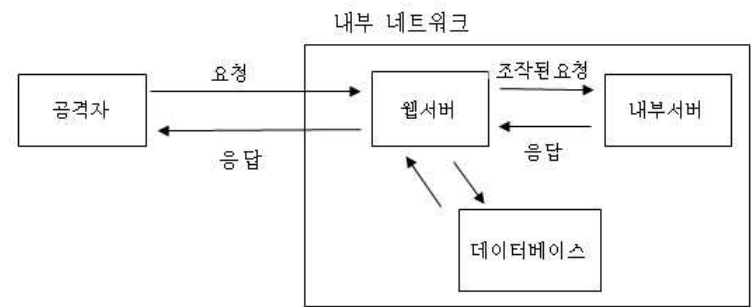 내부 네트워크
요청
조작된요청
공격자
웹서버
내부서버
응답
응답
데이터베이스